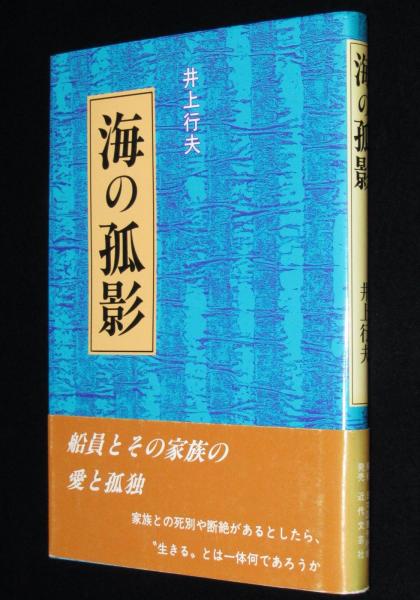 井上行夫
海の孤影
船員とその家族の
愛と孤独
家族との死別や断絶があるとしたら、
〝生きる〟とは一体何であろうか
海の孤影
井上行夫
発売 近代文芸社